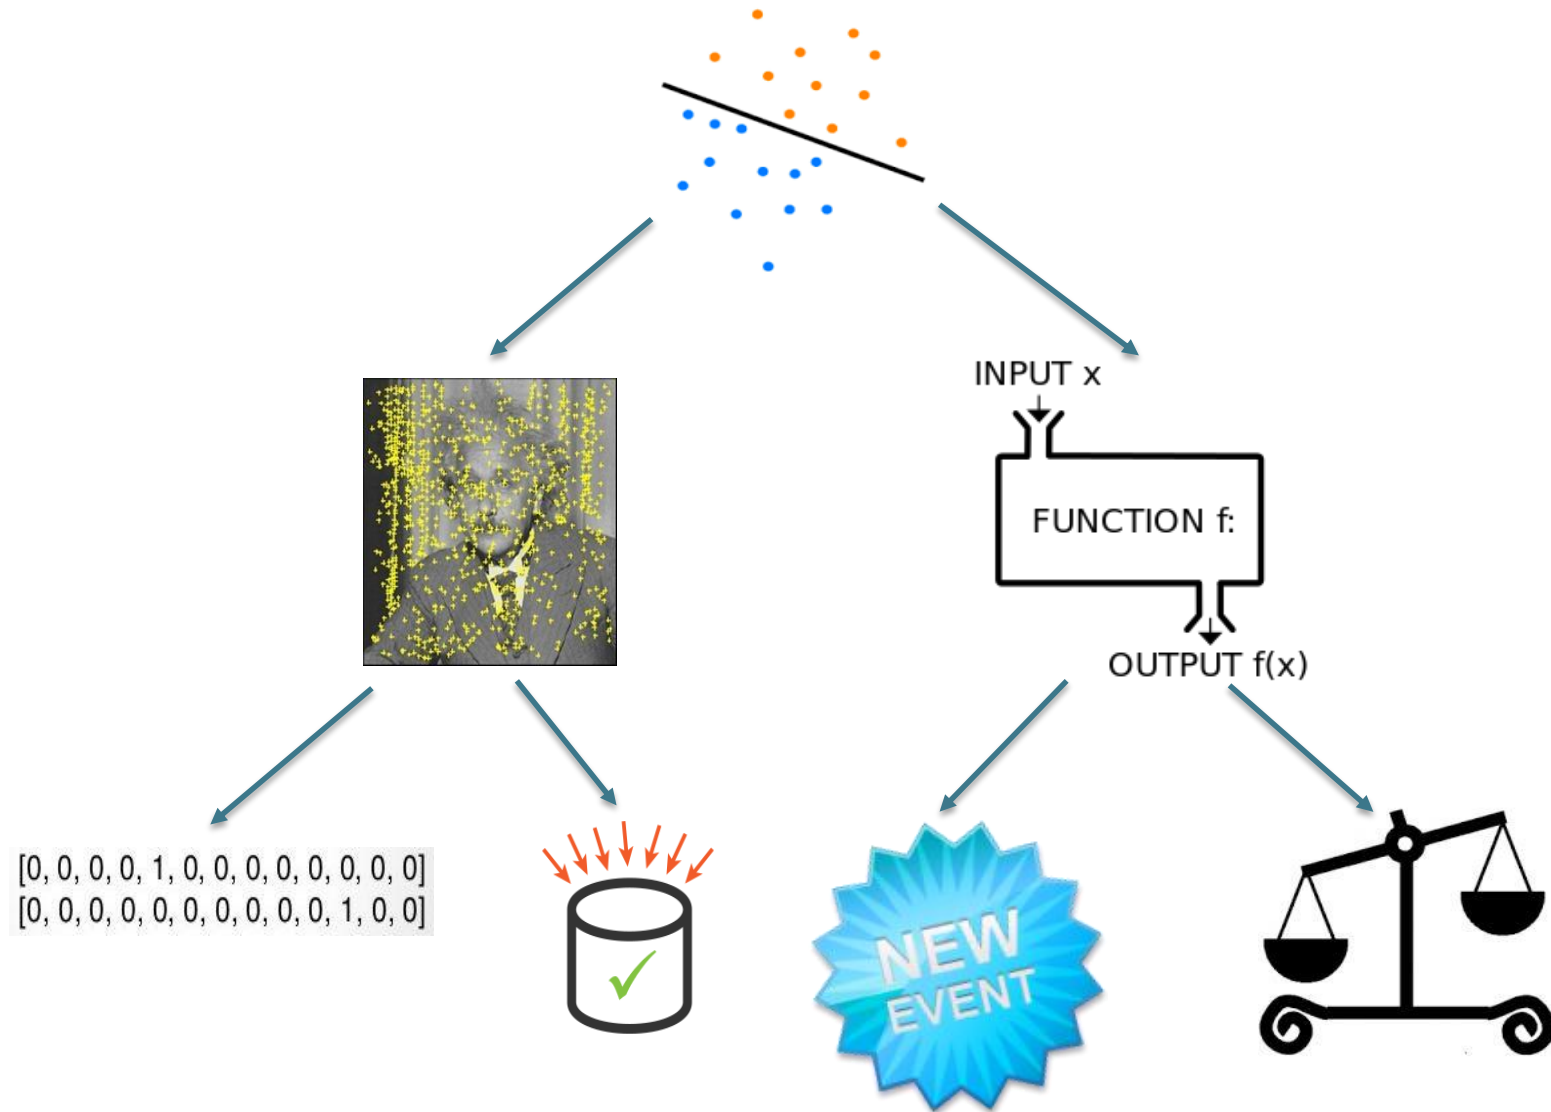 INPUT x
FUNCTION f:
OUTPUT f(x)
[0, 0, 0, 0, 1, 0, 0, 0, 0, 0, 0, 0, 0]
[0, 0, 0, 0, 0, 0, 0, 0, 0, 0, 1, 0, 0]
NEW
EVENT